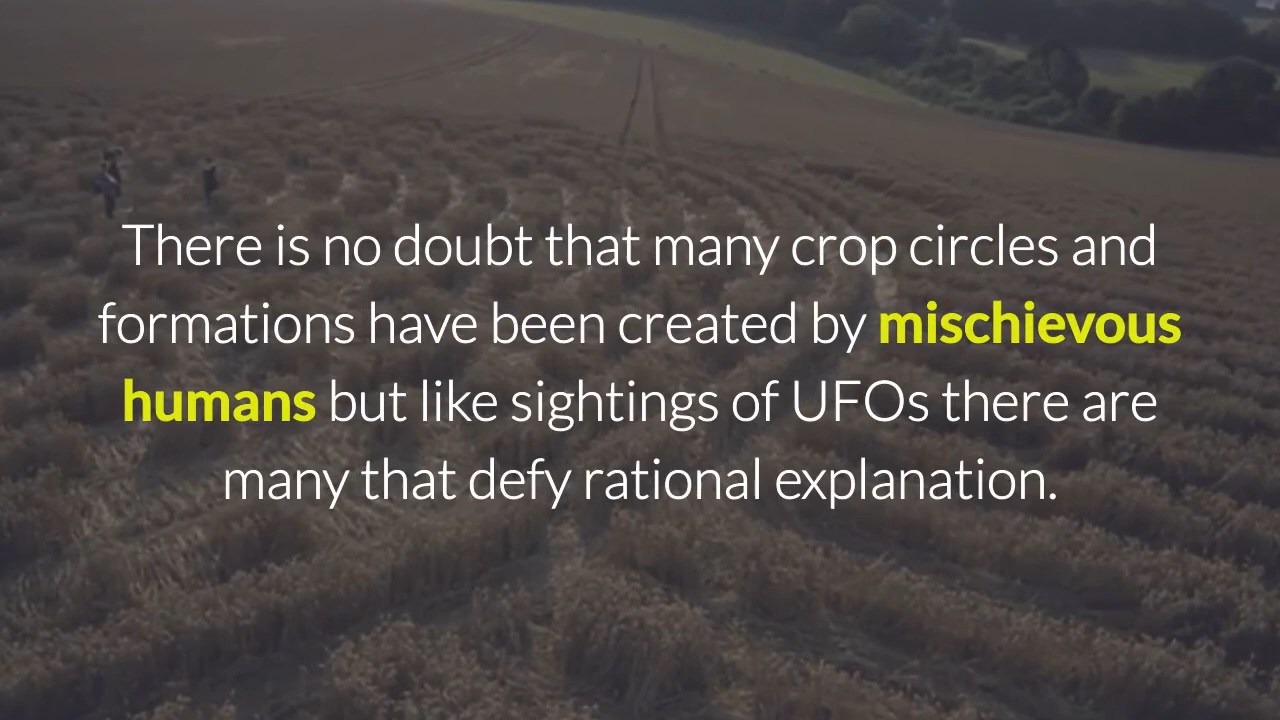 There is no doubt that many crop circles and
formations have been created by mischievous
humans but like sightings of UFOs there are
many that defy rational explanation.